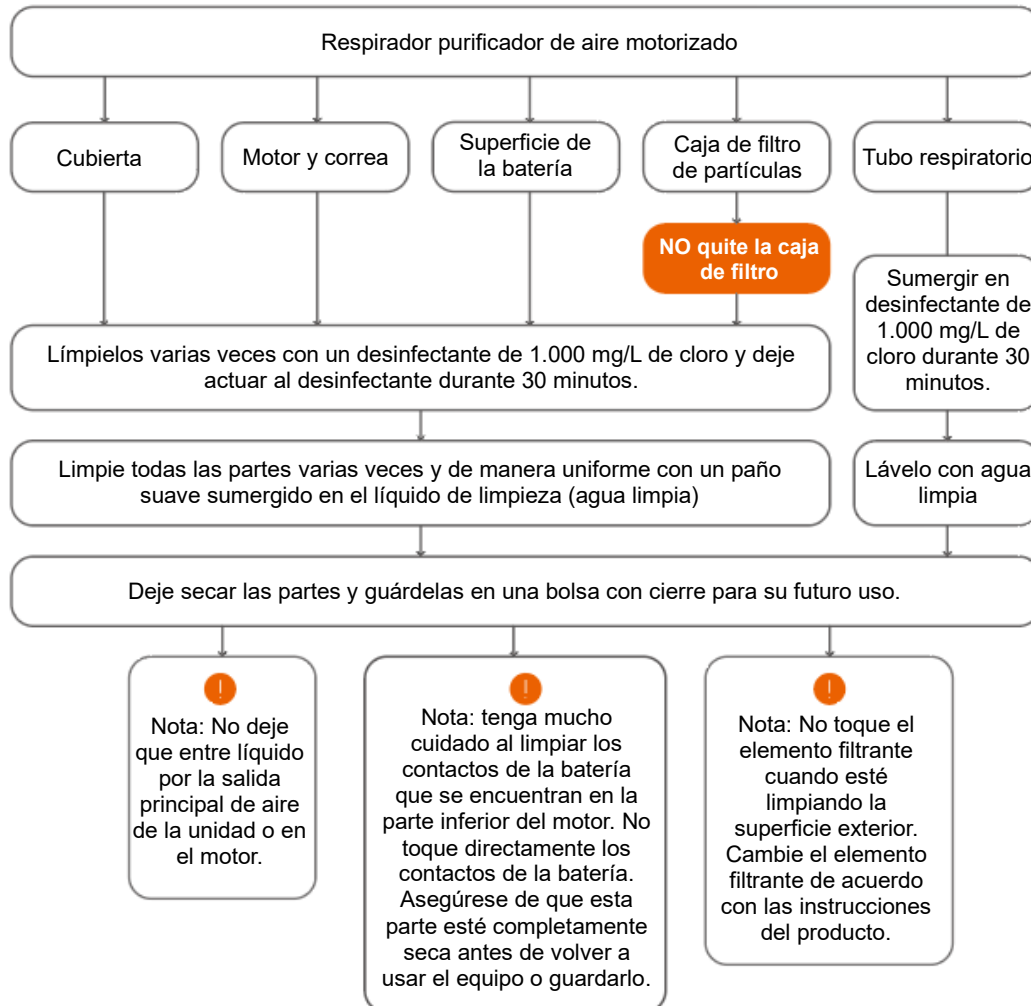 Respirador purificador de aire motorizado
Cubierta
Motor y correa
Superficie de
la batería
Caja de filtro
de partículas
Tubo respiratorio
NO quite la caja
de filtro
Sumergir en
desinfectante de
1.000 mg/L de
cloro durante 30
minutos.
Límpielos varias veces con un desinfectante de 1.000 mg/L de cloro y deje
actuar al desinfectante durante 30 minutos.
Limpie todas las partes varias veces y de manera uniforme con un paño
suave sumergido en el líquido de limpieza (agua limpia)
Lávelo con agua
limpia
Deje secar las partes y guárdelas en una bolsa con cierre para su futuro uso.
!
Nota: No deje
que entre líquido
por la salida
principal de aire
de la unidad o en
el motor.
!
Nota: tenga mucho
cuidado al limpiar los
contactos de la batería
que se encuentran en la
parte inferior del motor. No
toque directamente los
contactos de la batería.
Asegúrese de que esta
parte esté completamente
seca antes de volver a
usar el equipo o guardarlo.
!
Nota: No toque el
elemento filtrante
cuando esté
limpiando la
superficie exterior.
Cambie el elemento
filtrante de acuerdo
con las instrucciones
del producto.